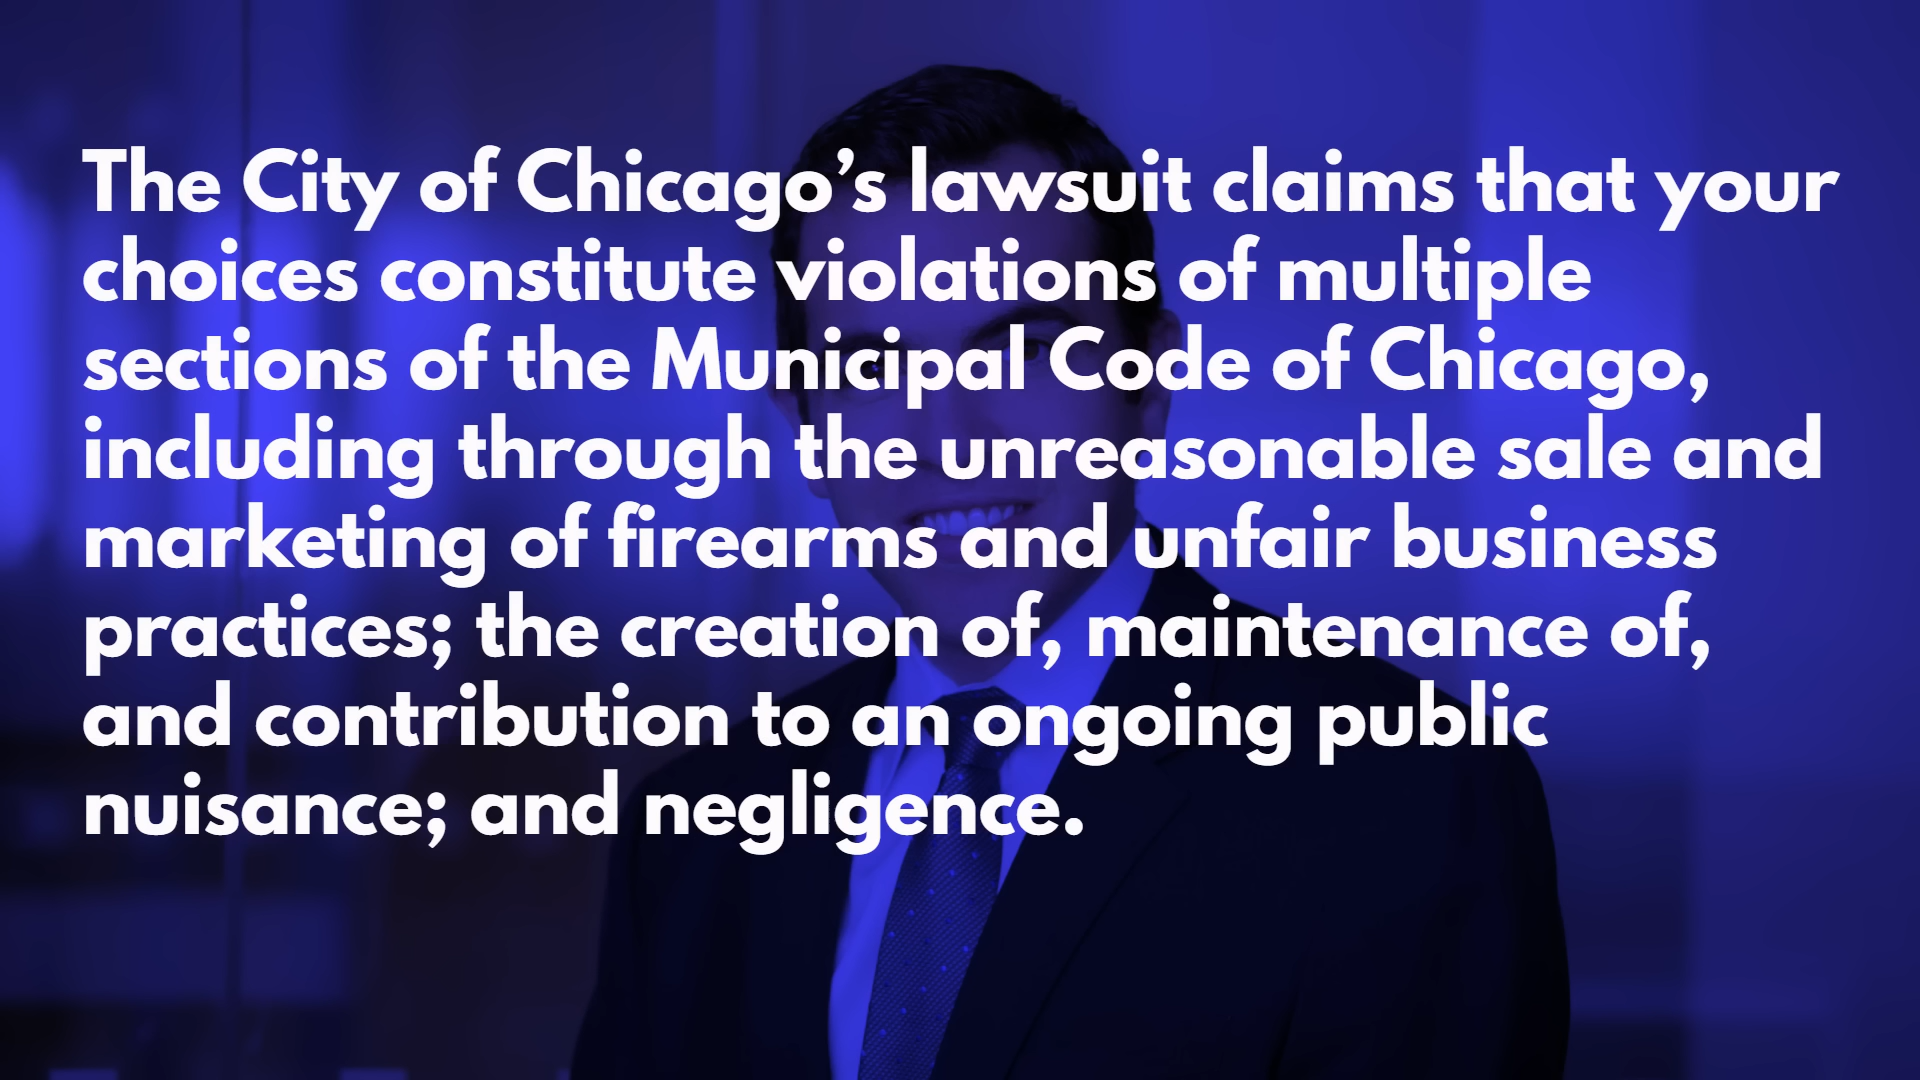 The City of Chicago’s lawsuit claims that your
choices constitute violations of multiple
sections of the Municipal Code of Chicago,
including through the unreasonable sale and
marketing of firearms and unfair business
practices; the creation of, maintenance of,
and contribution to an ongoing public
nuisance; and negligence.